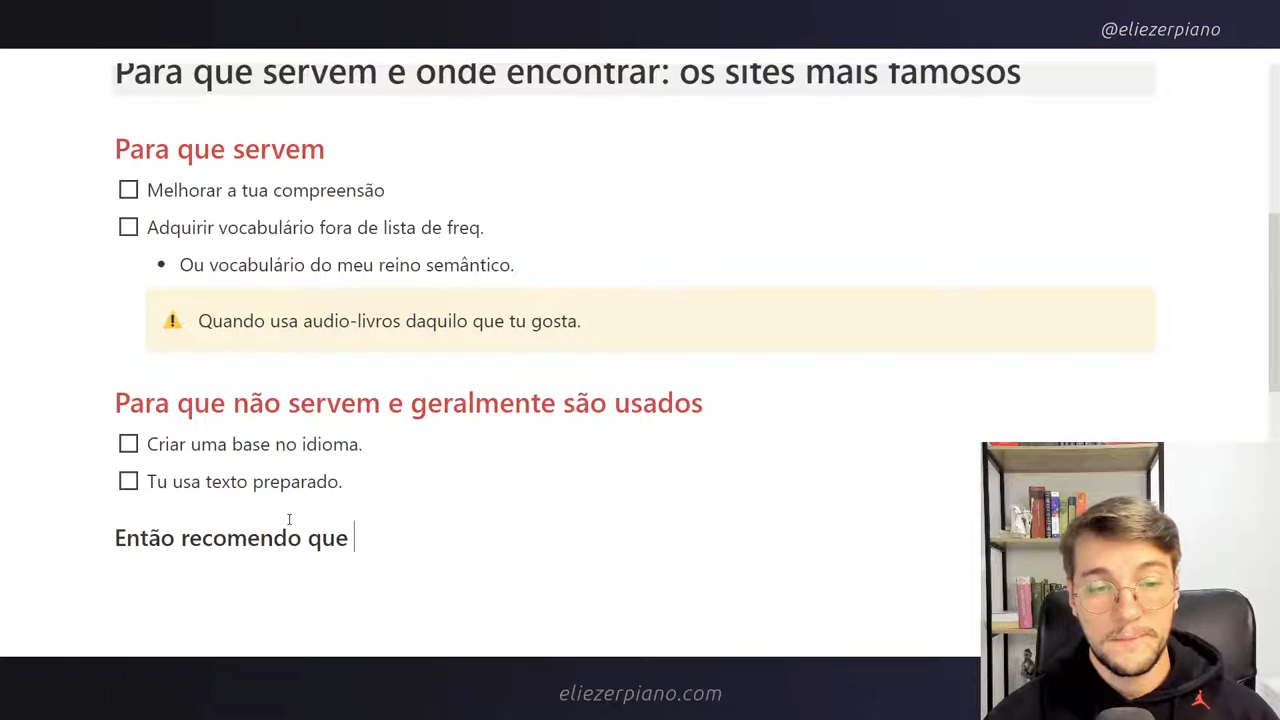 @eliezerpiano
Para que servem e onde encontrar: os sites mais famosos
Para que servem
Melhorar a tua compreensão
Adquirir vocabulário fora de lista de freq.
Ou vocabulário do meu reino semântico.
Quando usa audio-livros daquilo que tu gosta.
Para que não servem e geralmente são usados
Criar uma base no idioma.
Tu usa texto preparado.
Então recomendo que
eliezerpiano.com